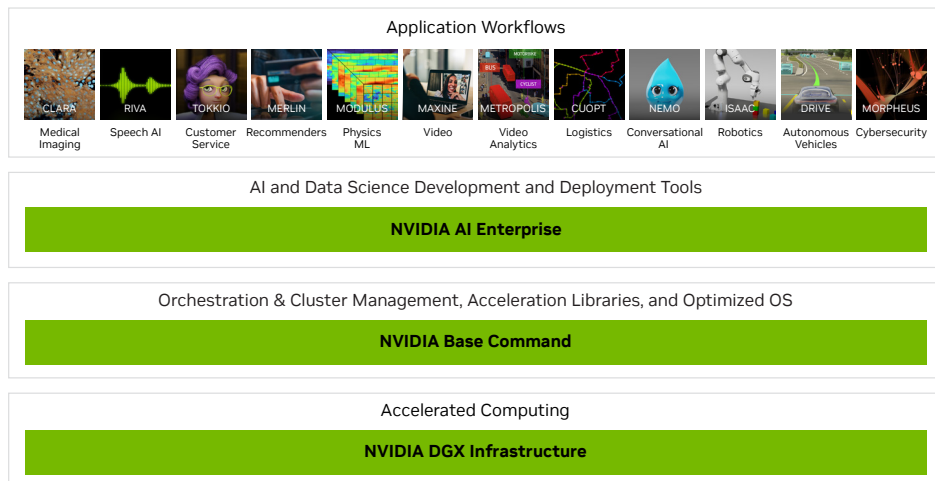 Application Workflows
CLARA RIVA TOKKIO MERLIN MODULUS MAXINE METROPOLIS CUOPT NEMO ISAAC DRIVE MORPHEUS
MOTORBIKE
BUS
CYCLIST
Medical Imaging
Speech AI
Customer Service
Recommenders
Physics ML
Video
Video Analytics
Logistics
Conversational AI
Robotics
Autonomous Vehicles
Cybersecurity
AI and Data Science Development and Deployment Tools
NVIDIA AI Enterprise
Orchestration & Cluster Management, Acceleration Libraries, and Optimized OS
NVIDIA Base Command
Accelerated Computing
NVIDIA DGX Infrastructure